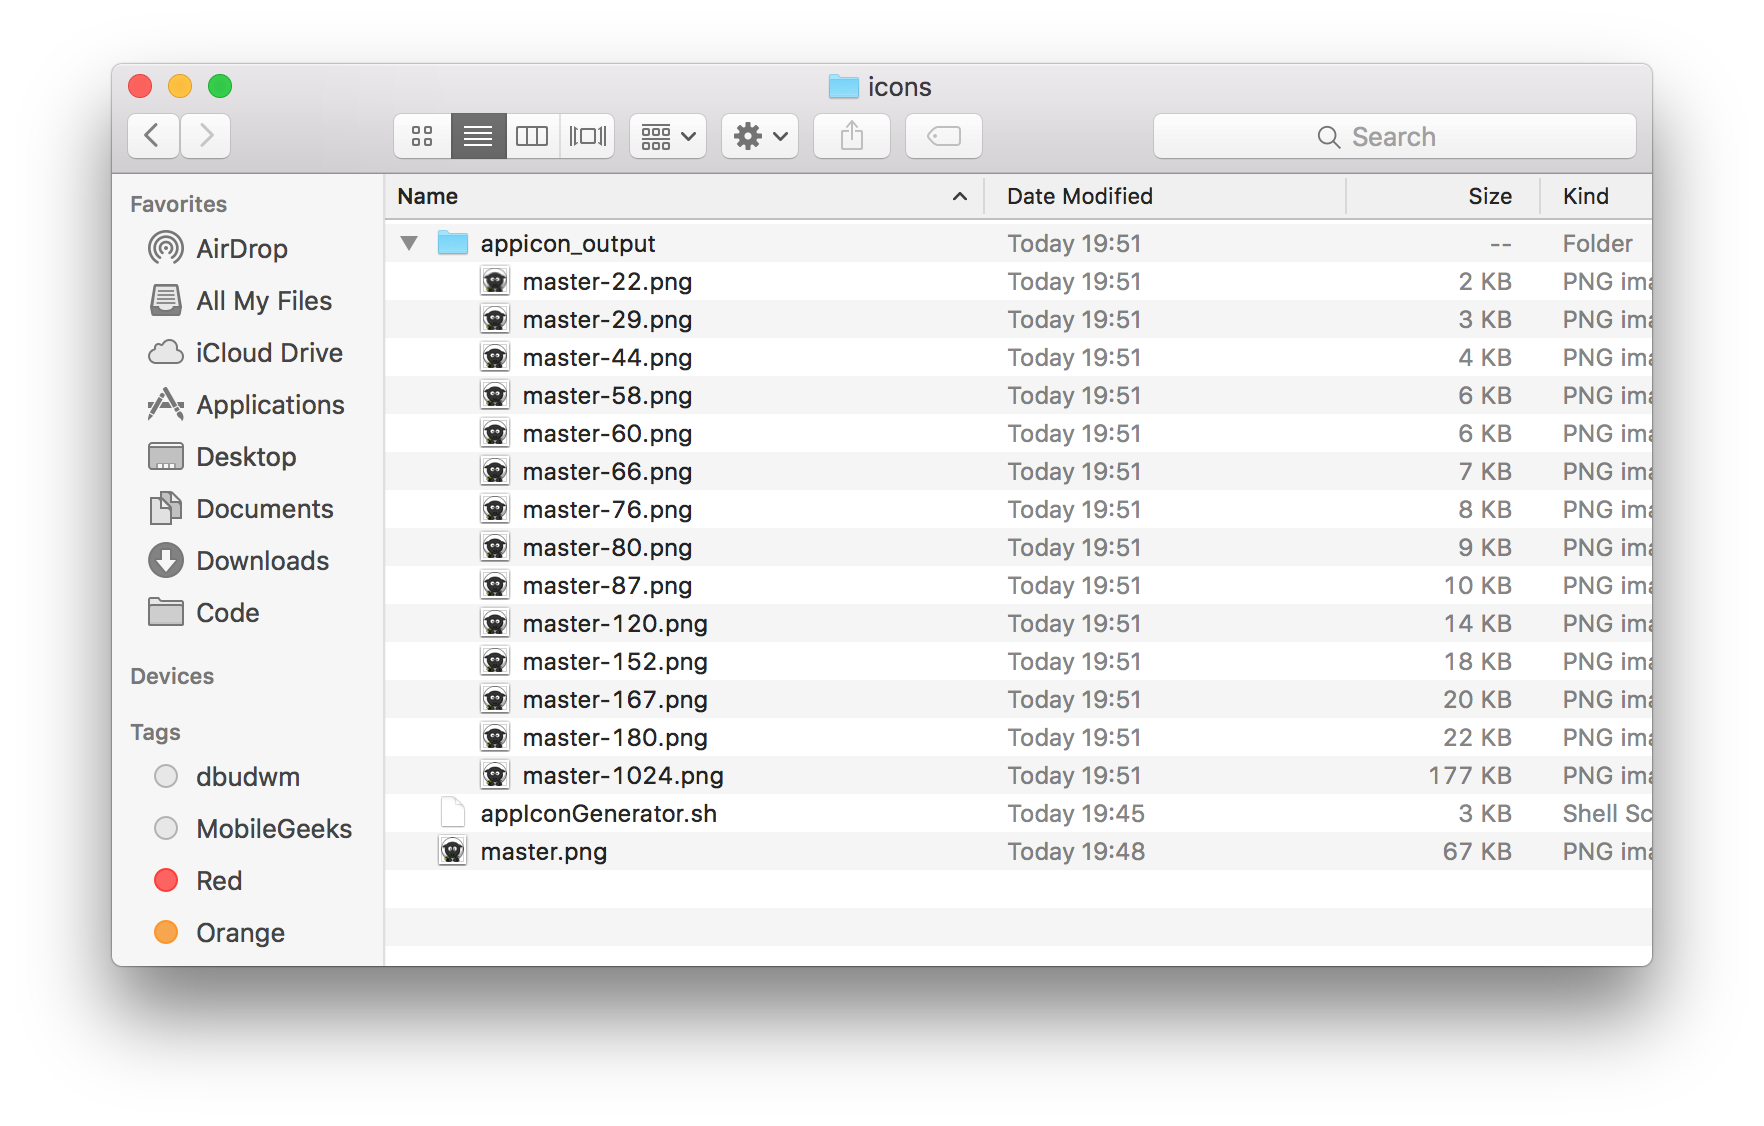 icons
Search
Favorites
AirDrop
All My Files
iCloud Drive
Applications
Desktop
Documents
Downloads
Code
Devices
Tags
dbudwm
MobileGeeks
Red
Orange
Name Date Modified Size Kind
appicon_output Today 19:51 -- Folder
master-22.png Today 19:51 2 KB PNG ima
master-29.png Today 19:51 3 KB PNG ima
master-44.png Today 19:51 4 KB PNG ima
master-58.png Today 19:51 6 KB PNG ima
master-60.png Today 19:51 6 KB PNG ima
master-66.png Today 19:51 7 KB PNG ima
master-76.png Today 19:51 8 KB PNG ima
master-80.png Today 19:51 9 KB PNG ima
master-87.png Today 19:51 10 KB PNG ima
master-120.png Today 19:51 14 KB PNG ima
master-152.png Today 19:51 18 KB PNG ima
master-167.png Today 19:51 20 KB PNG ima
master-180.png Today 19:51 22 KB PNG ima
master-1024.png Today 19:51 177 KB PNG ima
appIconGenerator.sh Today 19:45 3 KB Shell Sc
master.png Today 19:48 67 KB PNG ima